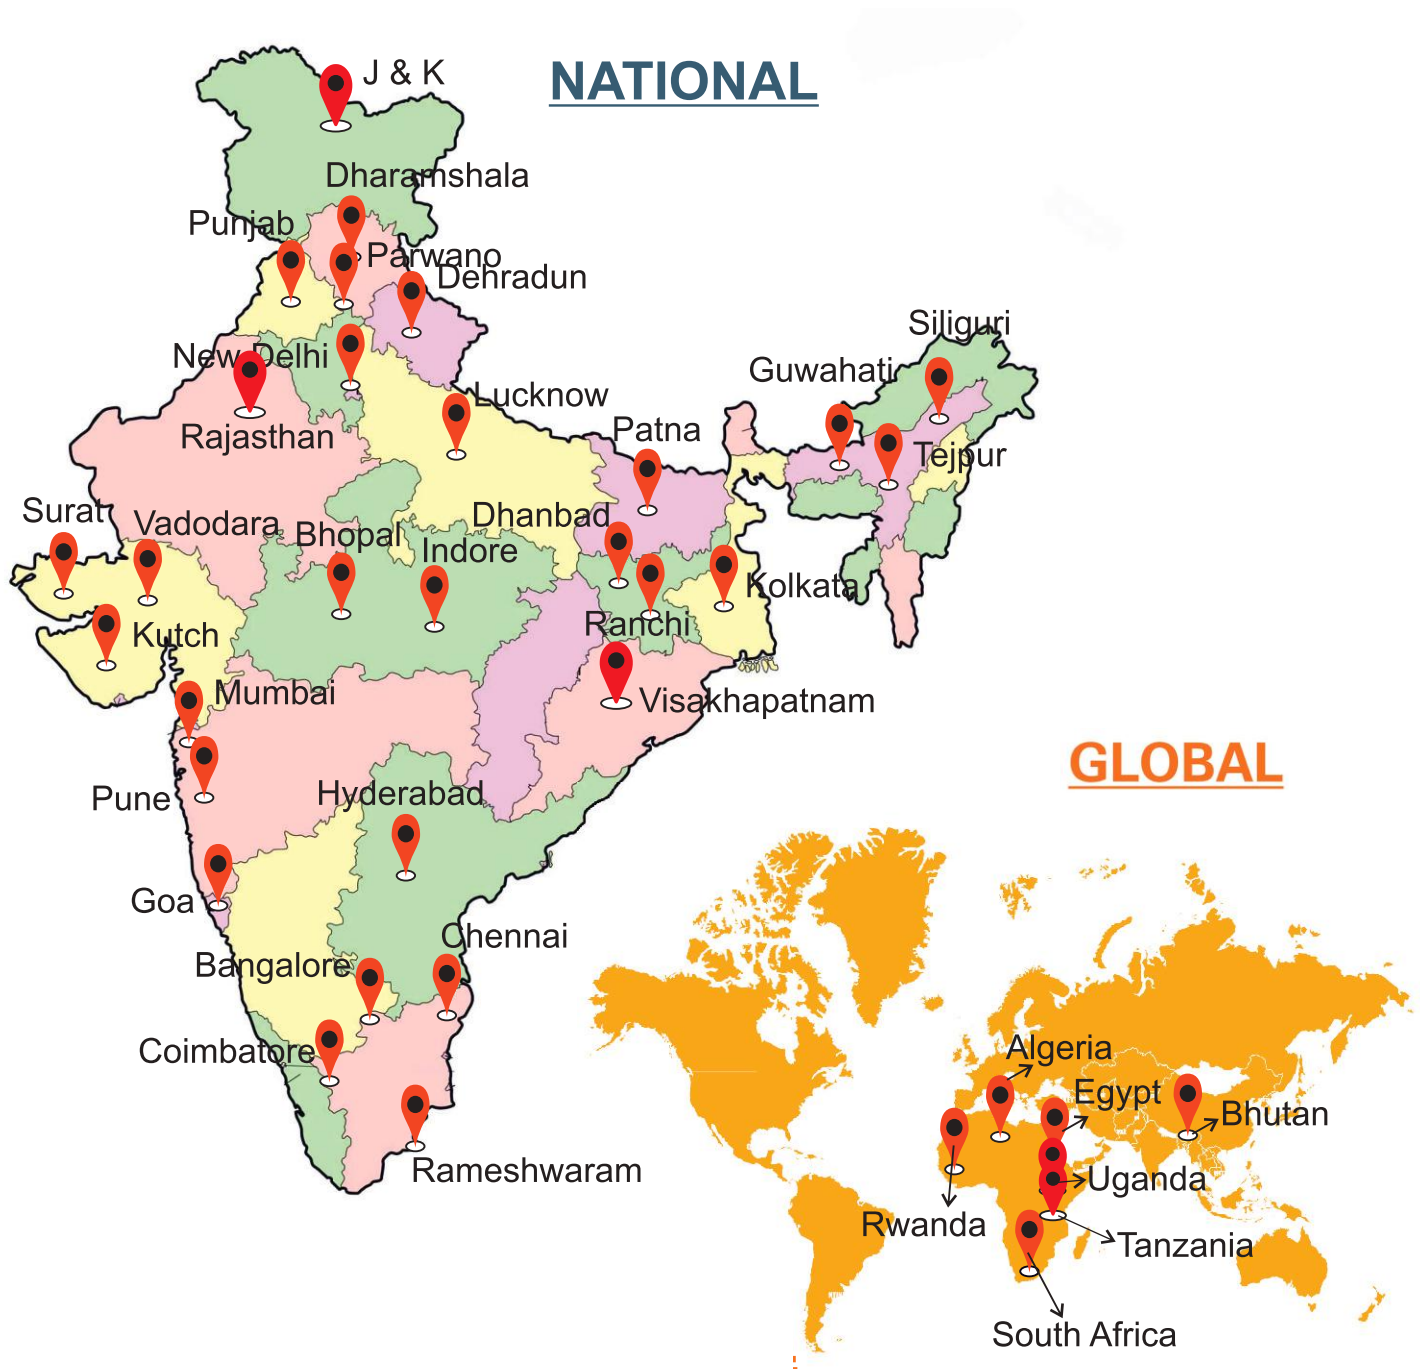 NATIONAL
J & K
Dharamshala
Punjab
Parwano
Dehradun
New Delhi
Siliguri
Guwahati
Lucknow
Rajasthan
Patna
Tejpur
Surat
Vadodara
Bhopal
Indore
Dhanbad
Kolkata
Kutch
Ranchi
Mumbai
Visakhapatnam
Pune
Hyderabad
GLOBAL
Goa
Chennai
Bangalore
Coimbatore
Rameshwaram
Algeria
Egypt
Bhutan
Uganda
Rwanda
Tanzania
South Africa